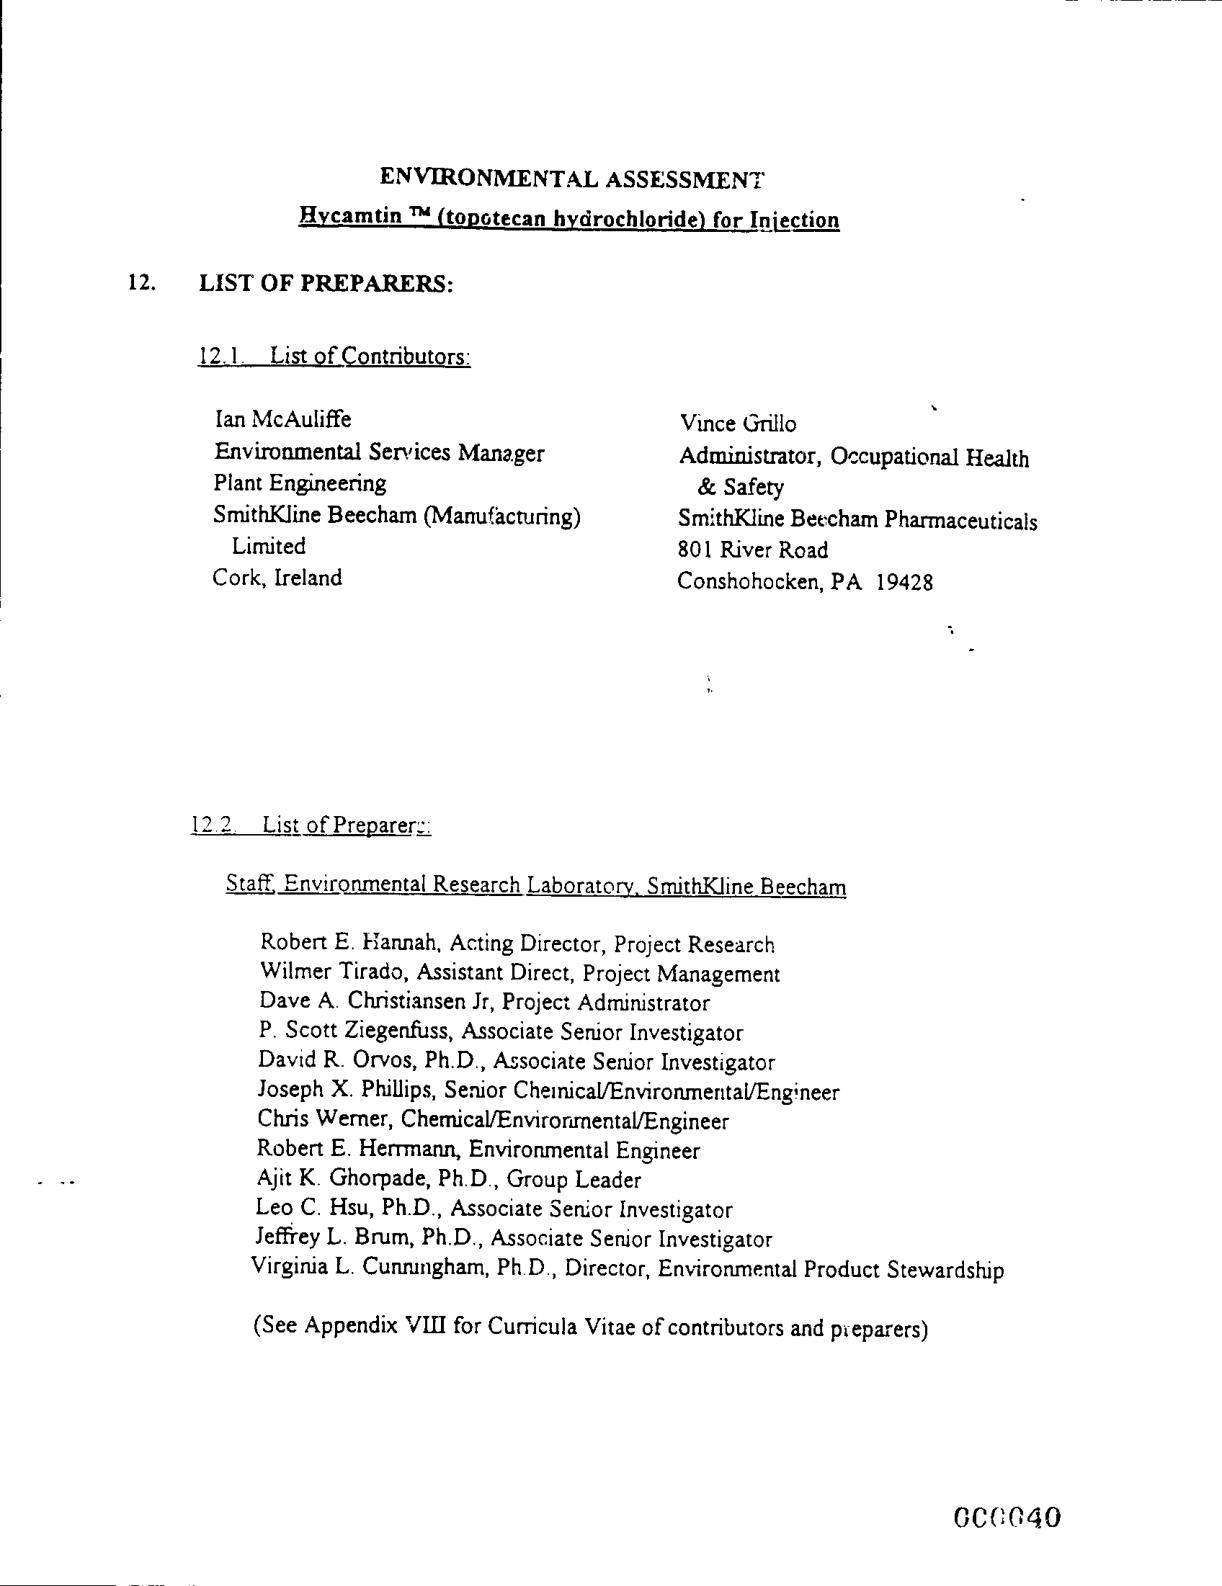 ENVIRONMENTAL ASSESSMENT
Hycamtin ™ (topotecan hydrochloride) for Injection
12. LIST OF PREPARERS:
12.1. List of Contributors:
Ian McAuliffe
Environmental Services Manager
Plant Engineering
SmithKline Beecham (Manufacturing)
Limited
Cork, Ireland
Vince Grillo
Administrator, Occupational Health
& Safety
SmithKline Beecham Pharmaceuticals
801 River Road
Conshohocken, PA 19428
12.2. List of Preparers:
Staff, Environmental Research Laboratory, SmithKline Beecham
Robert E. Hannah, Acting Director, Project Research
Wilmer Tirado, Assistant Direct, Project Management
Dave A. Christiansen Jr, Project Administrator
P. Scott Ziegenfuss, Associate Senior Investigator
David R. Orvos, Ph.D., Associate Senior Investigator
Joseph X. Phillips, Senior Chemical/Environmental/Engineer
Chris Werner, Chemical/Environmental/Engineer
Robert E. Herrmann, Environmental Engineer
Ajit K. Ghorpade, Ph.D., Group Leader
Leo C. Hsu, Ph.D., Associate Senior Investigator
Jeffrey L. Brum, Ph.D., Associate Senior Investigator
Virginia L. Cunningham, Ph.D., Director, Environmental Product Stewardship
(See Appendix VIII for Curricula Vitae of contributors and preparers)
000040